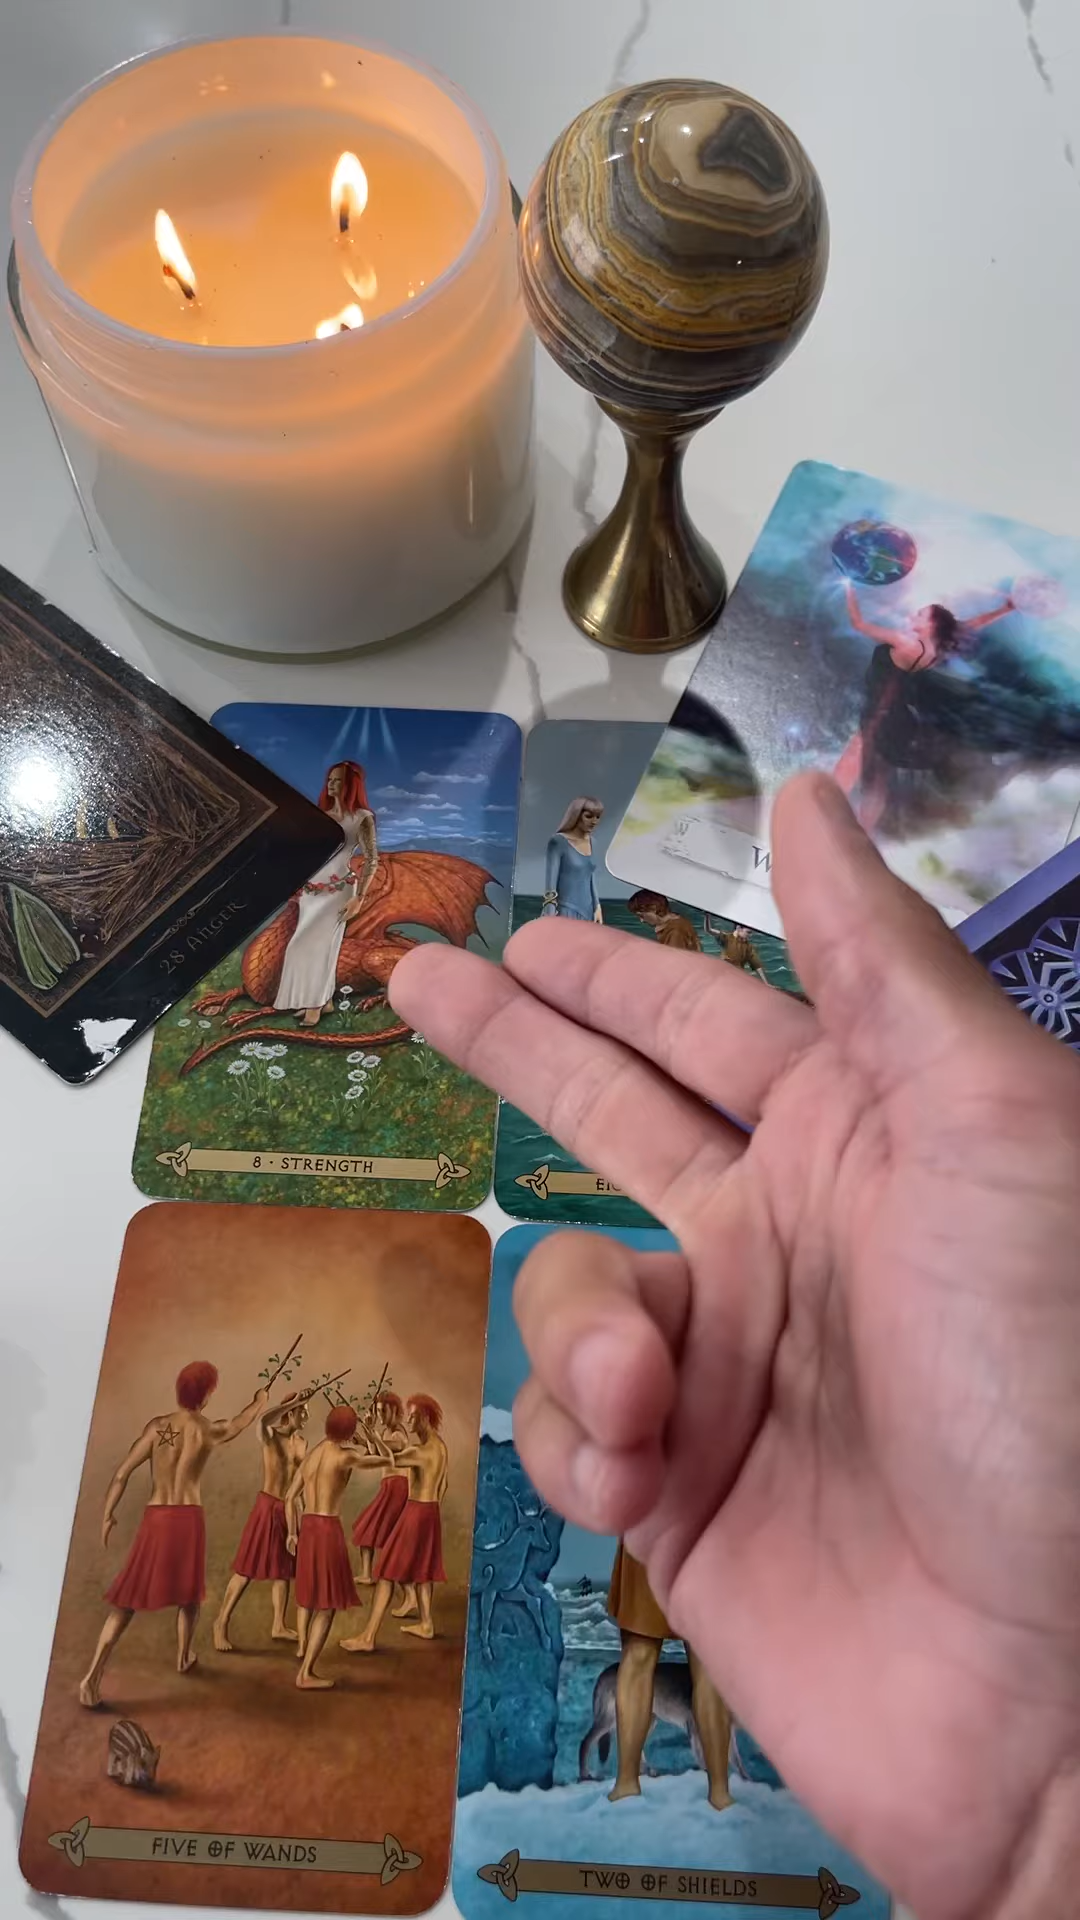 28 ANGER
8 · STRENGTH
FIVE OF WANDS
TWO OF SHIELDS